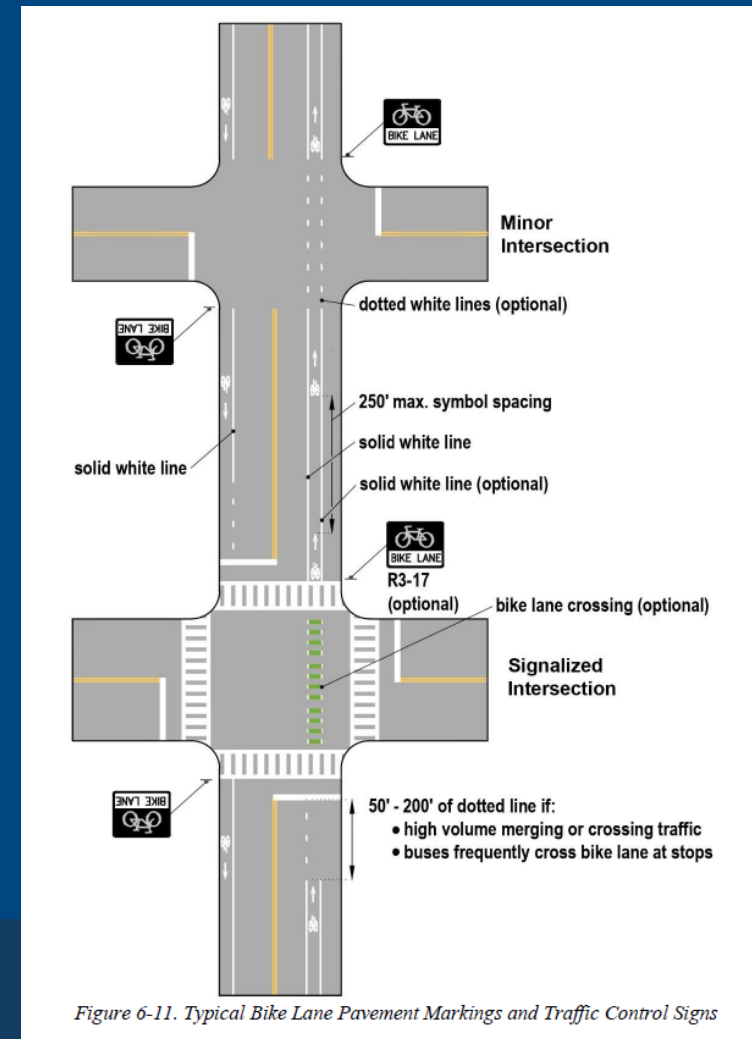 BIKE LANE
Minor
Intersection
dotted white lines (optional)
BIKE LANE
250' max. symbol spacing
solid white line
solid white line
solid white line (optional)
BIKE LANE
R3-17
(optional)
bike lane crossing (optional)
Signalized
Intersection
BIKE LANE
50' - 200' of dotted line if:
• high volume merging or crossing traffic
• buses frequently cross bike lane at stops
Figure 6-11. Typical Bike Lane Pavement Markings and Traffic Control Signs